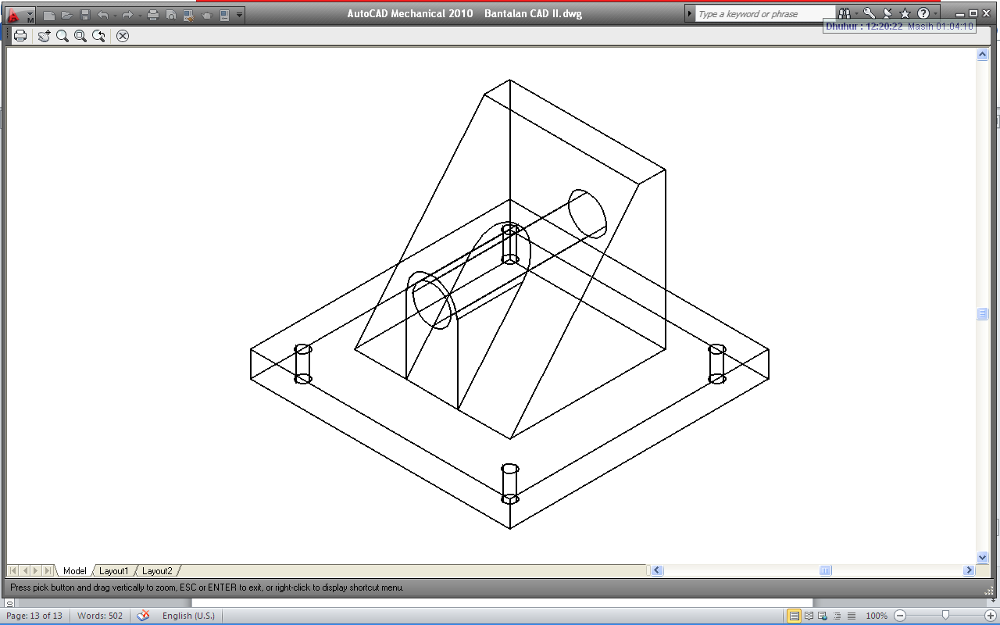 AutoCAD Mechanical 2010 Bantalan CAD II.dwg
Type a keyword or phrase
Dhuhur : 12:20:22 Masih 01:04:10
Model Layout1 Layout2
Press pick button and drag vertically to zoom, ESC or ENTER to exit, or right-click to display shortcut menu.
Page: 13 of 13 Words: 502 English (U.S.) 100%